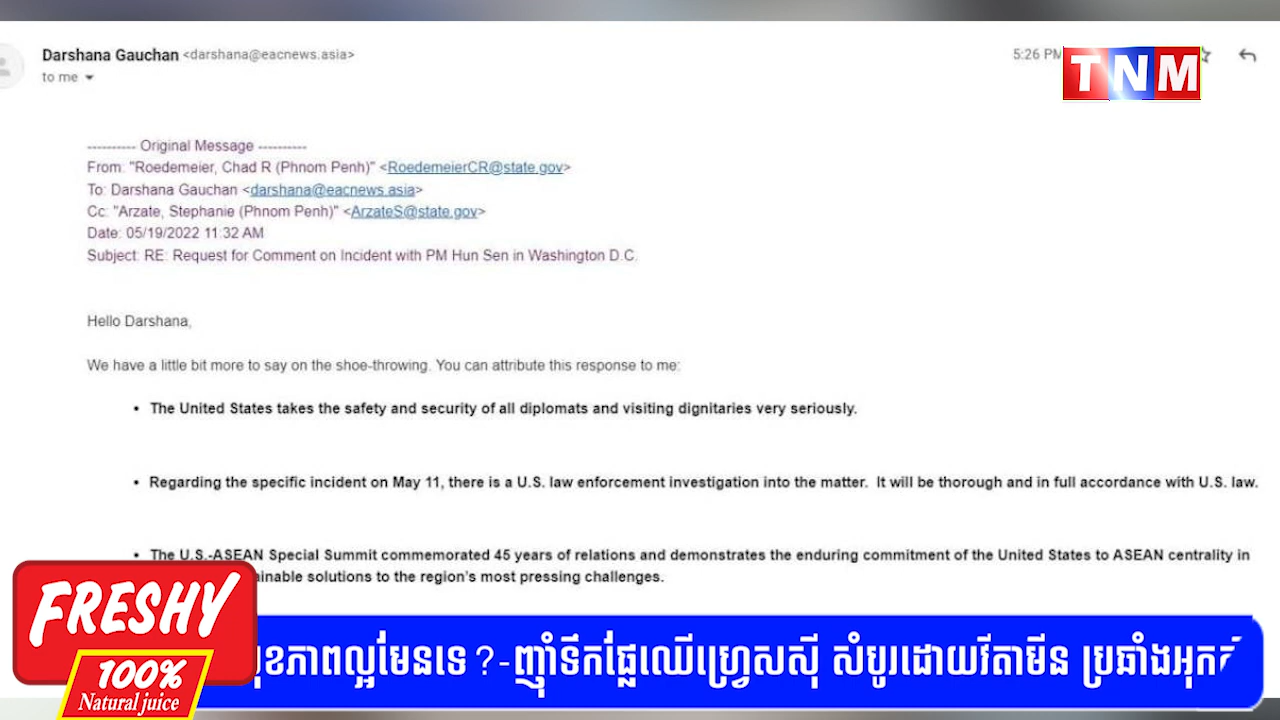 Darshana Gauchan <darshana@eacnews.asia>
to me
5:26 PM
TNM
---------- Original Message ----------
From: "Roedemeier, Chad R (Phnom Penh)" <RoedemeierCR@state.gov>
To: Darshana Gauchan <darshana@eacnews.asia>
Cc: "Arzate, Stephanie (Phnom Penh)" <ArzateS@state.gov>
Date: 05/19/2022 11:32 AM
Subject: RE: Request for Comment on Incident with PM Hun Sen in Washington D.C.
Hello Darshana,
We have a little bit more to say on the shoe-throwing. You can attribute this response to me:
• The United States takes the safety and security of all diplomats and visiting dignitaries very seriously.
• Regarding the specific incident on May 11, there is a U.S. law enforcement investigation into the matter.  It will be thorough and in full accordance with U.S. law.
• The U.S.-ASEAN Special Summit commemorated 45 years of relations and demonstrates the enduring commitment of the United States to ASEAN centrality in
solutions to the region's most pressing challenges.
FRESHY
100%
Natural juice
សុខភាពល្អមែនទេ?-ញ៉ាំទឹកផ្លែឈើហ្វ្រេសស៊ី សំបូរដោយវីតាមីន ប្រឆាំងអុកស៊ី